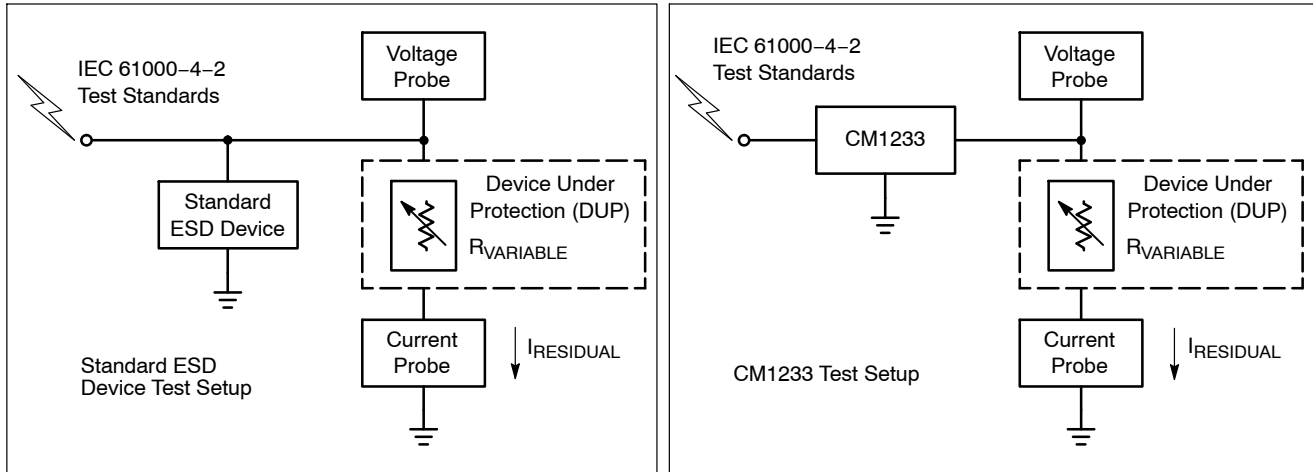 IEC 61000−4−2
Test Standards
Voltage
Probe
Standard
ESD Device
Device Under
Protection (DUP)
RVARIABLE
Current
Probe
IRESIDUAL
Standard ESD
Device Test Setup
IEC 61000−4−2
Test Standards
Voltage
Probe
CM1233
Device Under
Protection (DUP)
RVARIABLE
Current
Probe
IRESIDUAL
CM1233 Test Setup